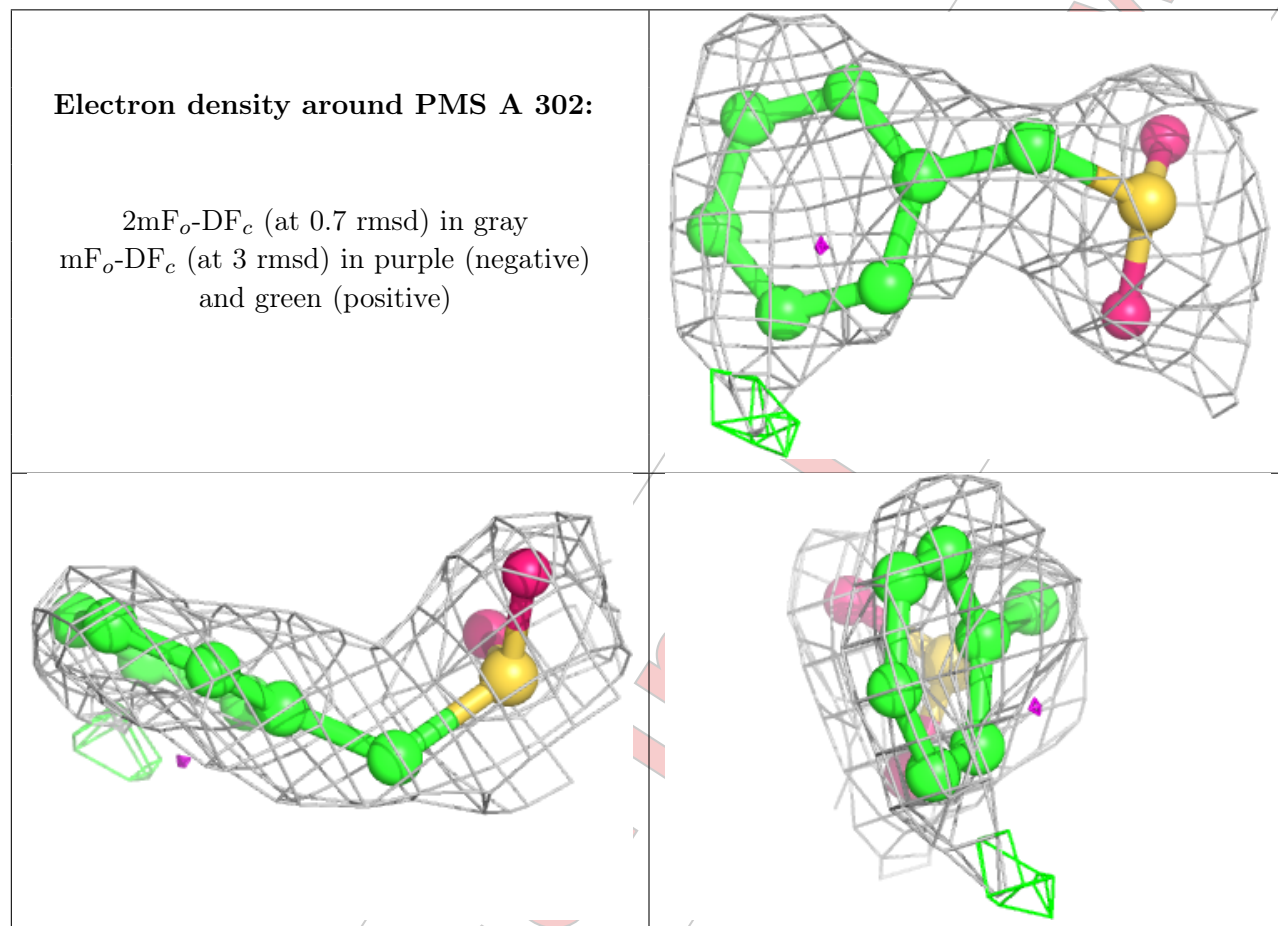 Electron density around PMS A 302:
2mFo-DFc (at 0.7 rmsd) in gray
mFo-DFc (at 3 rmsd) in purple (negative)
and green (positive)